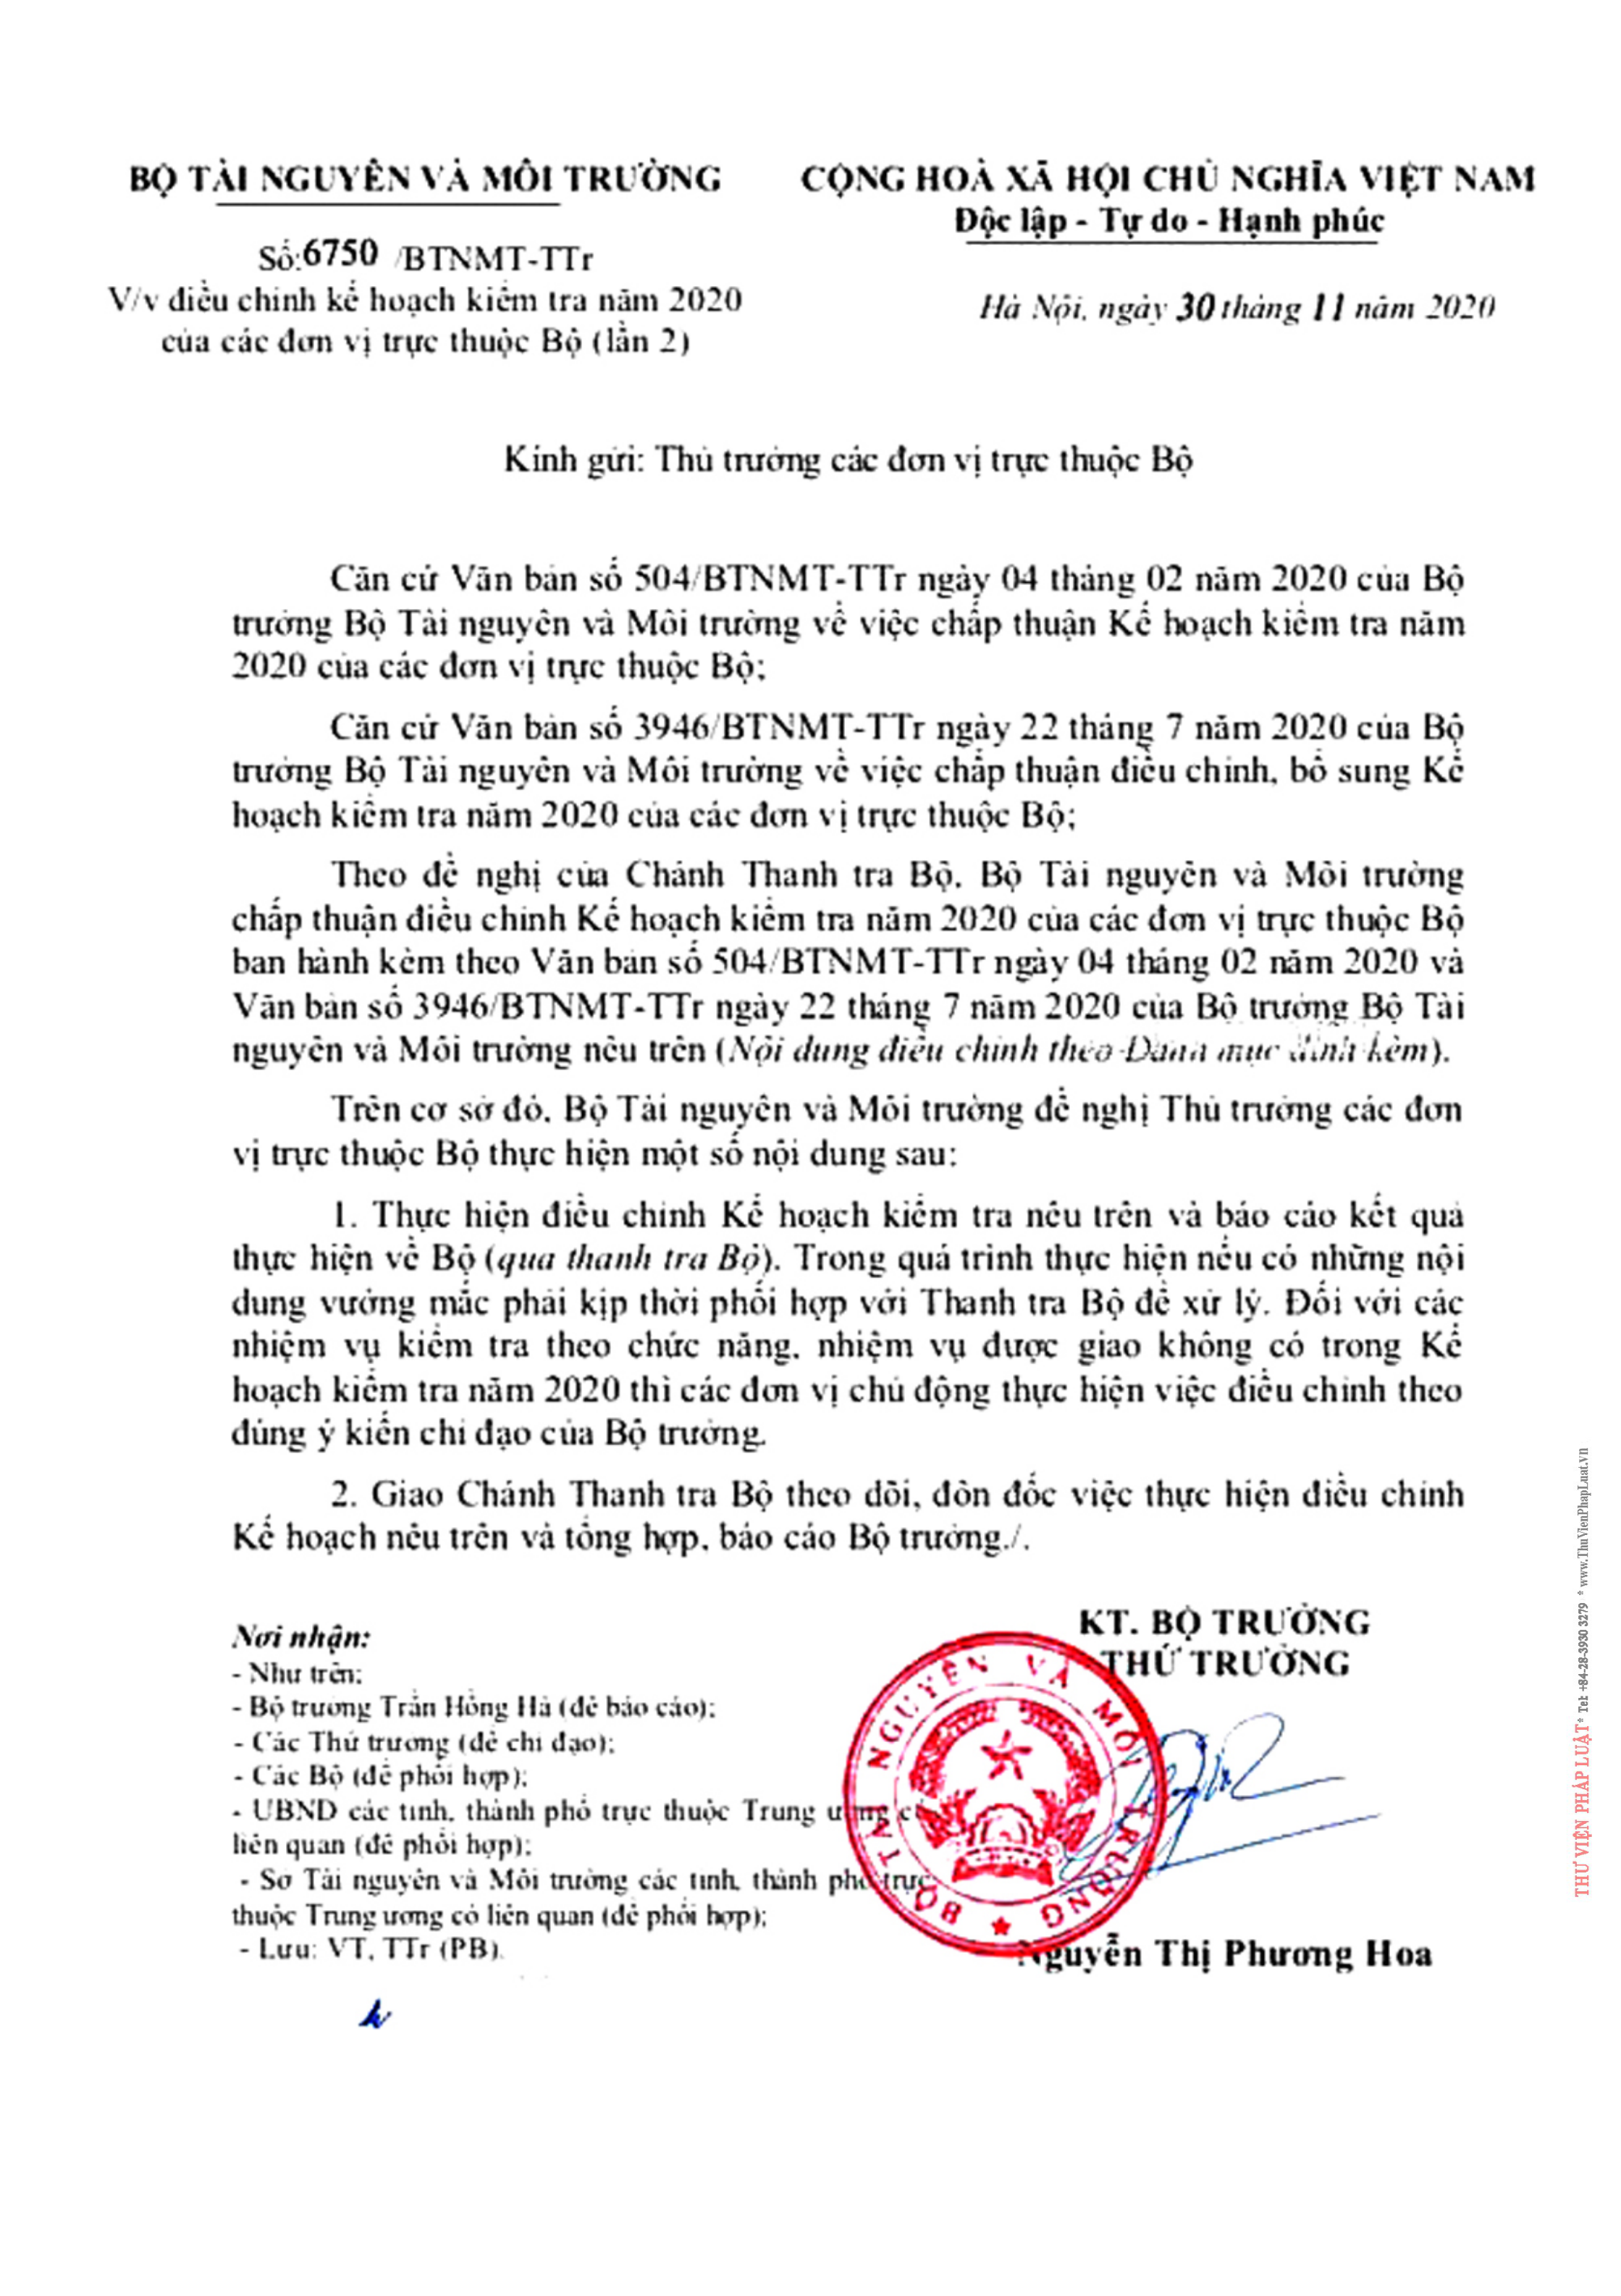 BỘ TÀI NGUYÊN VÀ MÔI TRƯỜNG
CỘNG HOÀ XÃ HỘI CHỦ NGHĨA VIỆT NAM
Độc lập - Tự do - Hạnh phúc
Số:6750 /BTNMT-TTr
V/v điều chỉnh kế hoạch kiểm tra năm 2020
của các đơn vị trực thuộc Bộ (lần 2)
Hà Nội, ngày 30 tháng 11 năm 2020
Kính gửi: Thủ trưởng các đơn vị trực thuộc Bộ
Căn cứ Văn bản số 504/BTNMT-TTr ngày 04 tháng 02 năm 2020 của Bộ
trưởng Bộ Tài nguyên và Môi trường về việc chấp thuận Kế hoạch kiểm tra năm
2020 của các đơn vị trực thuộc Bộ;
Căn cứ Văn bản số 3946/BTNMT-TTr ngày 22 tháng 7 năm 2020 của Bộ
trưởng Bộ Tài nguyên và Môi trường về việc chấp thuận điều chỉnh, bổ sung Kế
hoạch kiểm tra năm 2020 của các đơn vị trực thuộc Bộ;
Theo đề nghị của Chánh Thanh tra Bộ, Bộ Tài nguyên và Môi trường
chấp thuận điều chỉnh Kế hoạch kiểm tra năm 2020 của các đơn vị trực thuộc Bộ
ban hành kèm theo Văn bản số 504/BTNMT-TTr ngày 04 tháng 02 năm 2020 và
Văn bản số 3946/BTNMT-TTr ngày 22 tháng 7 năm 2020 của Bộ trưởng Bộ Tài
nguyên và Môi trường nêu trên (Nội dung điều chỉnh theo Danh mục đính kèm).
Trên cơ sở đó, Bộ Tài nguyên và Môi trường đề nghị Thủ trưởng các đơn
vị trực thuộc Bộ thực hiện một số nội dung sau:
1. Thực hiện điều chỉnh Kế hoạch kiểm tra nêu trên và báo cáo kết quả
thực hiện về Bộ (qua thanh tra Bộ). Trong quá trình thực hiện nếu có những nội
dung vướng mắc phải kịp thời phối hợp với Thanh tra Bộ để xử lý. Đối với các
nhiệm vụ kiểm tra theo chức năng, nhiệm vụ được giao không có trong Kế
hoạch kiểm tra năm 2020 thì các đơn vị chủ động thực hiện việc điều chỉnh theo
đúng ý kiến chỉ đạo của Bộ trưởng.
2. Giao Chánh Thanh tra Bộ theo dõi, đôn đốc việc thực hiện điều chỉnh
Kế hoạch nêu trên và tổng hợp, báo cáo Bộ trưởng./.
Nơi nhận:
- Như trên;
- Bộ trưởng Trần Hồng Hà (để báo cáo);
- Các Thứ trưởng (để chỉ đạo);
- Các Bộ (để phối hợp);
- UBND các tỉnh, thành phố trực thuộc Trung ương có
liên quan (để phối hợp);
- Sở Tài nguyên và Môi trường các tỉnh, thành phố trực
thuộc Trung ương có liên quan (để phối hợp);
- Lưu: VT, TTr (PB).
KT. BỘ TRƯỞNG
THỨ TRƯỞNG
BỘ TÀI NGUYÊN VÀ MÔI TRƯỜNG
Nguyễn Thị Phương Hoa
THƯ VIỆN PHÁP LUẬT * Tel: +84-28-3930 3279 * www.ThuVienPhapLuat.vn